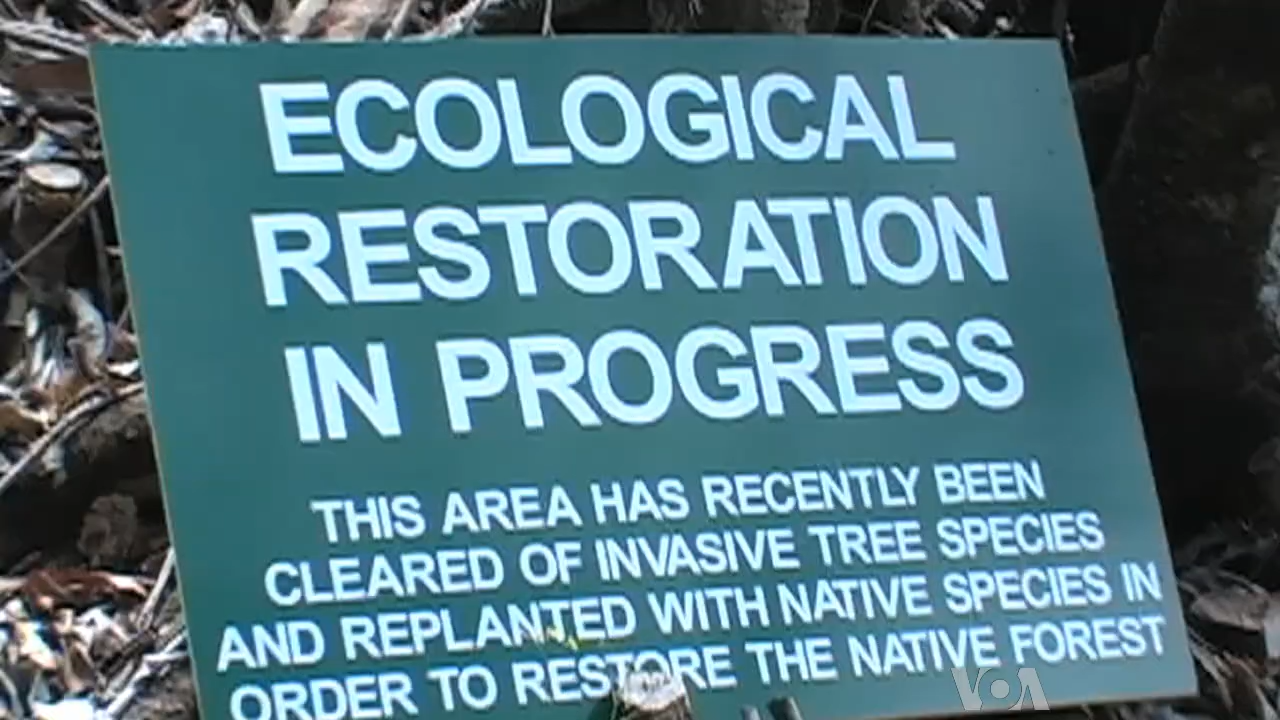 ECOLOGICAL
RESTORATION
IN PROGRESS
THIS AREA HAS RECENTLY BEEN
CLEARED OF INVASIVE TREE SPECIES
AND REPLANTED WITH NATIVE SPECIES IN
ORDER TO RESTORE THE NATIVE FOREST
VOA